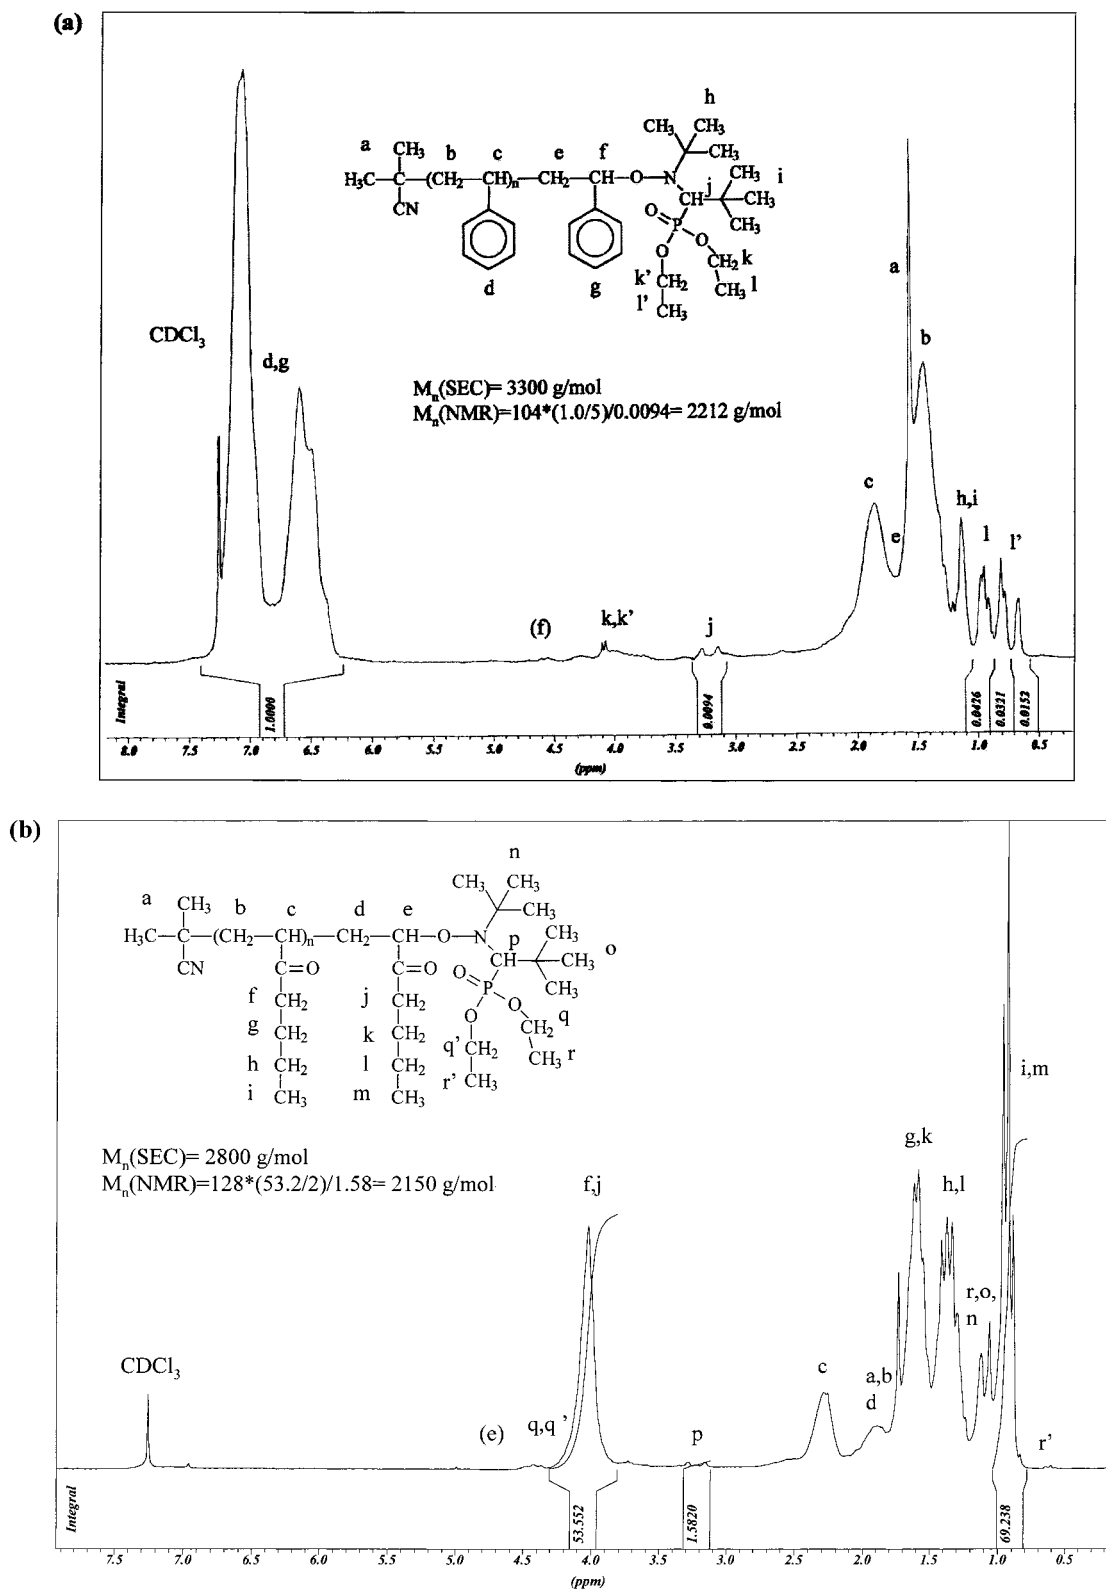 (a)
h
CH₃ CH₃
a CH₃ b c e f CH₃
H₃C C (CH₂ CH)ₙ CH₂ CH O N CH₃ i
CN j CH CH₃
O P CH₃
O O
d g k' CH₂ CH₂ k
l' CH₃ CH₃ l
CDCl₃
d,g
Mₙ(SEC)= 3300 g/mol
Mₙ(NMR)=104*(1.0/5)/0.0094= 2212 g/mol
a
b
c
e
h,i
l
l'
(f)
k,k'
j
Integral
1.0000
0.0094
0.0426
0.0321
0.0152
8.0 7.0 6.5 6.0 5.5 5.0 4.5 4.0 3.5 3.0 2.0 1.5 1.0 0.5
(ppm)
(b)
n
CH₃ CH₃
a CH₃ b c d e CH₃
H₃C (CH₂ CH)ₙ CH₂ CH O N CH₃ o
CN C=O C=O p CH CH₃
O P CH₃
f CH₂ j CH₂ O O
g CH₂ k CH₂ q' CH₂ CH₂ q
h CH₂ l CH₂ r' CH₃ CH₃ r
i CH₃ m CH₃
Mₙ(SEC)= 2800 g/mol
Mₙ(NMR)=128*(53.2/2)/1.58= 2150 g/mol
CDCl₃
(e)
q,q'
f,j
p
c
a,b
d
g,k
h,l
r,o,
n
i,m
r'
Integral
53.552
1.5820
69.238
7.5 7.0 6.5 6.0 5.5 5.0 4.5 4.0 3.5 3.0 2.5 2.0 1.5 1.0 0.5
(ppm)